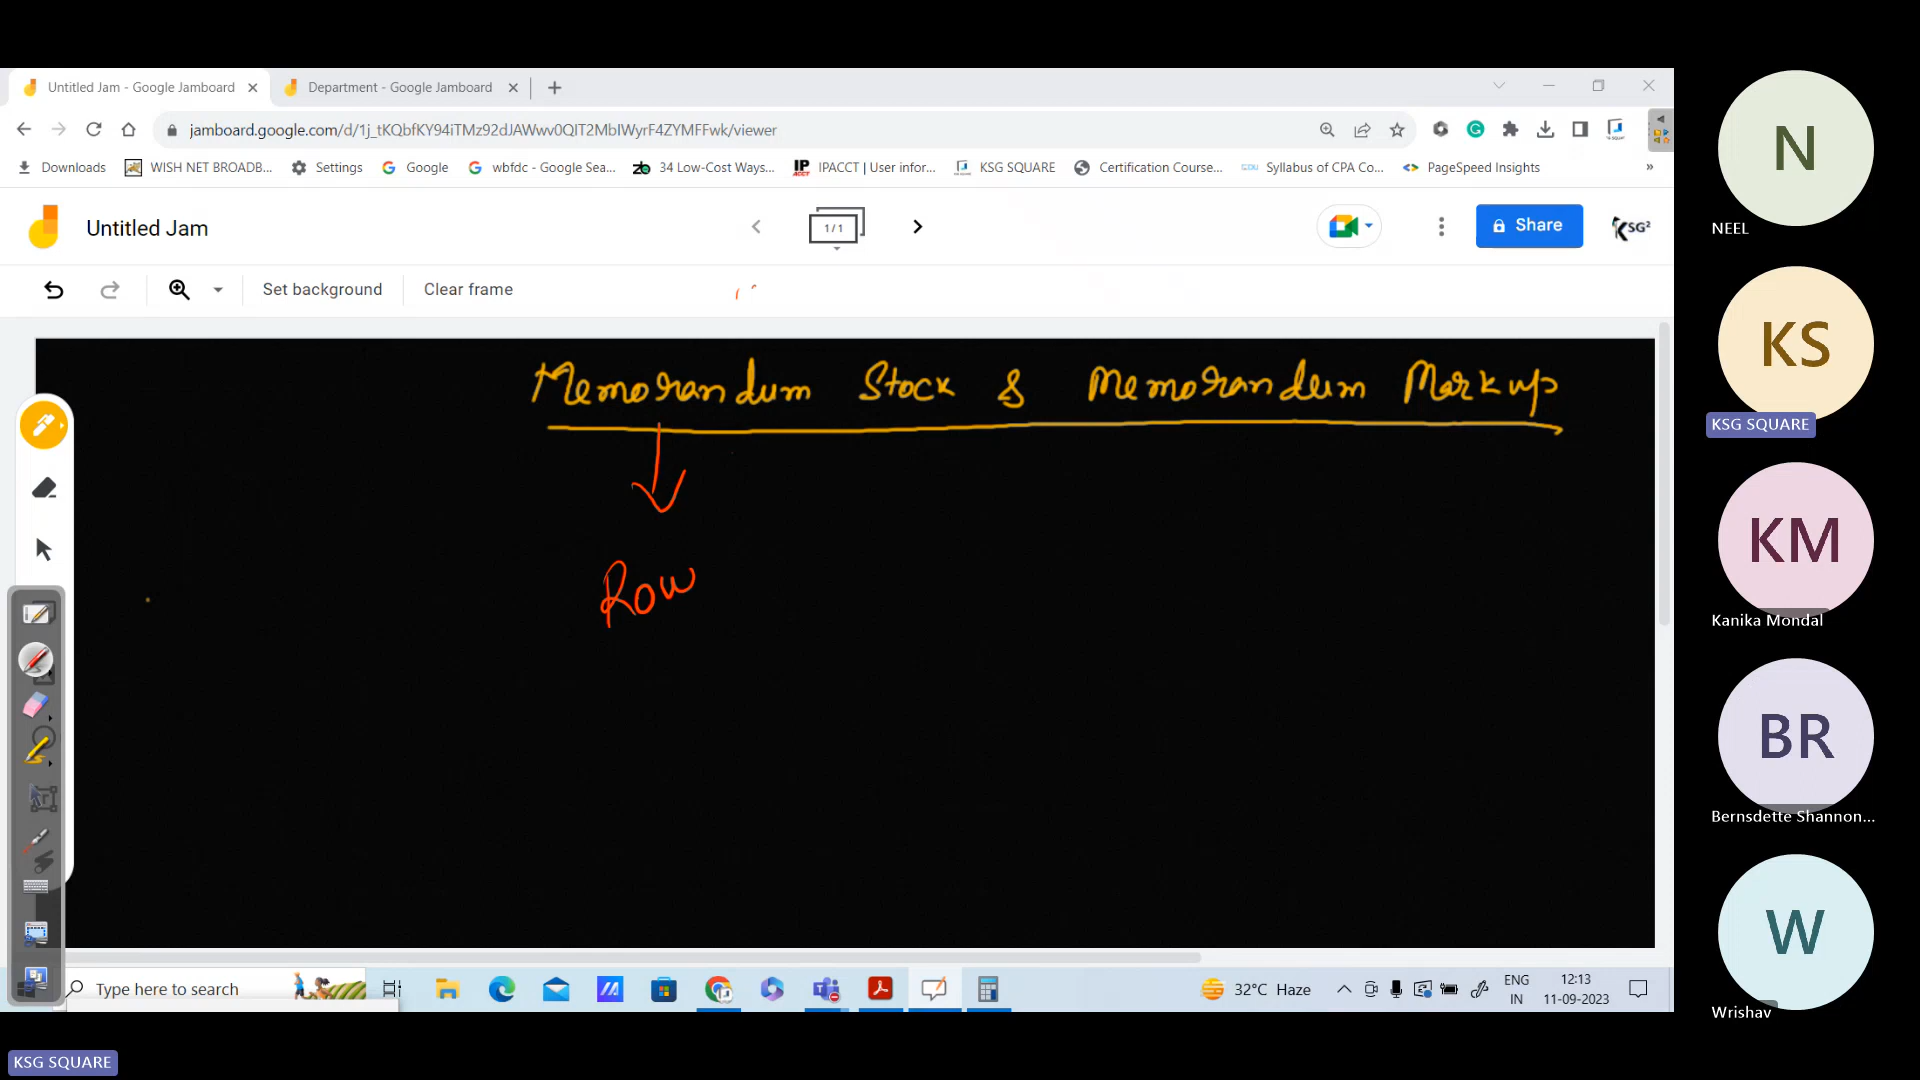 Untitled Jam - Google Jamboard
Department - Google Jamboard
jamboard.google.com/d/1j_tKQbfKY94iTMz92dJAWwv0QIT2MbIWyrF4ZYMFFwk/viewer
Downloads WISH NET BROADB... Settings Google wbfdc - Google Sea... 34 Low-Cost Ways... IPACCT | User infor... KSG SQUARE Certification Course... Syllabus of CPA Co... PageSpeed Insights »
Untitled Jam
1/1
Share
KSG²
Set background Clear frame
Memorandum Stock & Memorandum Markup
Row
Type here to search
32°C Haze
ENG
IN
12:13
11-09-2023
N
NEEL
KS
KSG SQUARE
KM
Kanika Mondal
BR
Bernsdette Shannon...
W
Wrishav
KSG SQUARE